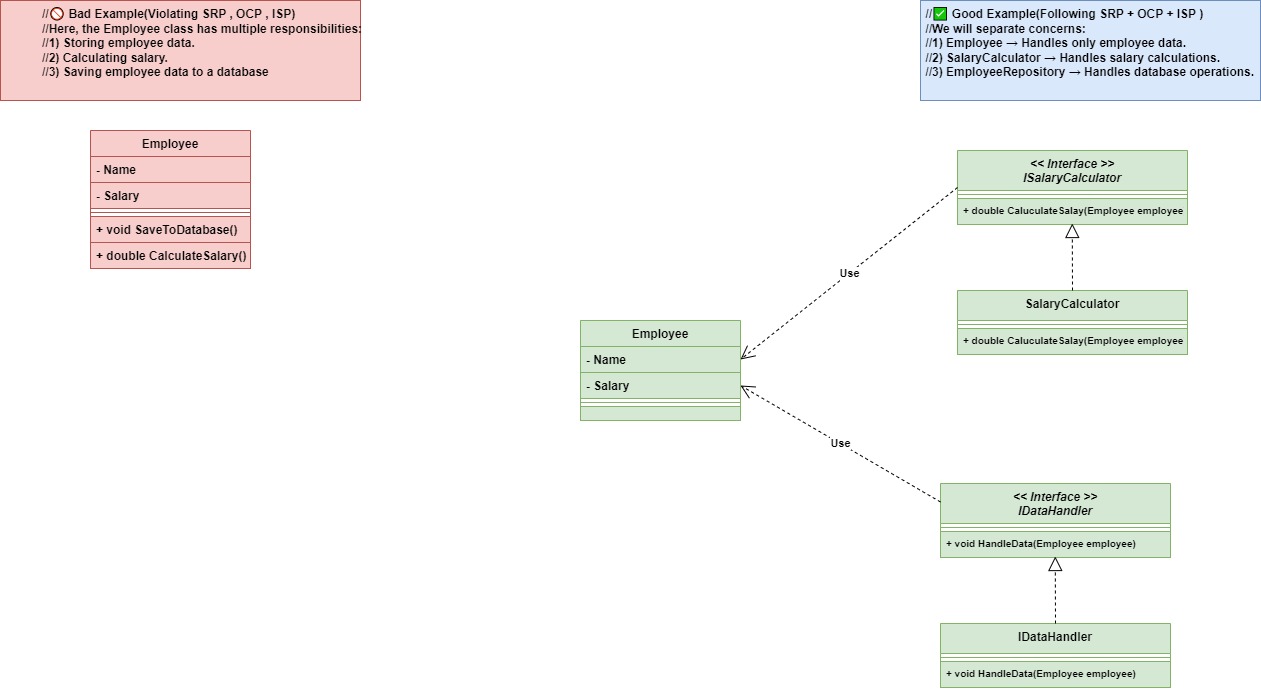 //🚫 Bad Example(Violating SRP , OCP , ISP)
//Here, the Employee class has multiple responsibilities:
//1) Storing employee data.
//2) Calculating salary.
//3) Saving employee data to a database
//✅ Good Example(Following SRP + OCP + ISP )
//We will separate concerns:
//1) Employee → Handles only employee data.
//2) SalaryCalculator → Handles salary calculations.
//3) EmployeeRepository → Handles database operations.
Employee
- Name
- Salary
+ void SaveToDatabase()
+ double CalculateSalary()
<< Interface >>
ISalaryCalculator
+ double CaluculateSalay(Employee employee
Use
SalaryCalculator
+ double CaluculateSalay(Employee employee
Employee
- Name
- Salary
Use
<< Interface >>
IDataHandler
+ void HandleData(Employee employee)
IDataHandler
+ void HandleData(Employee employee)